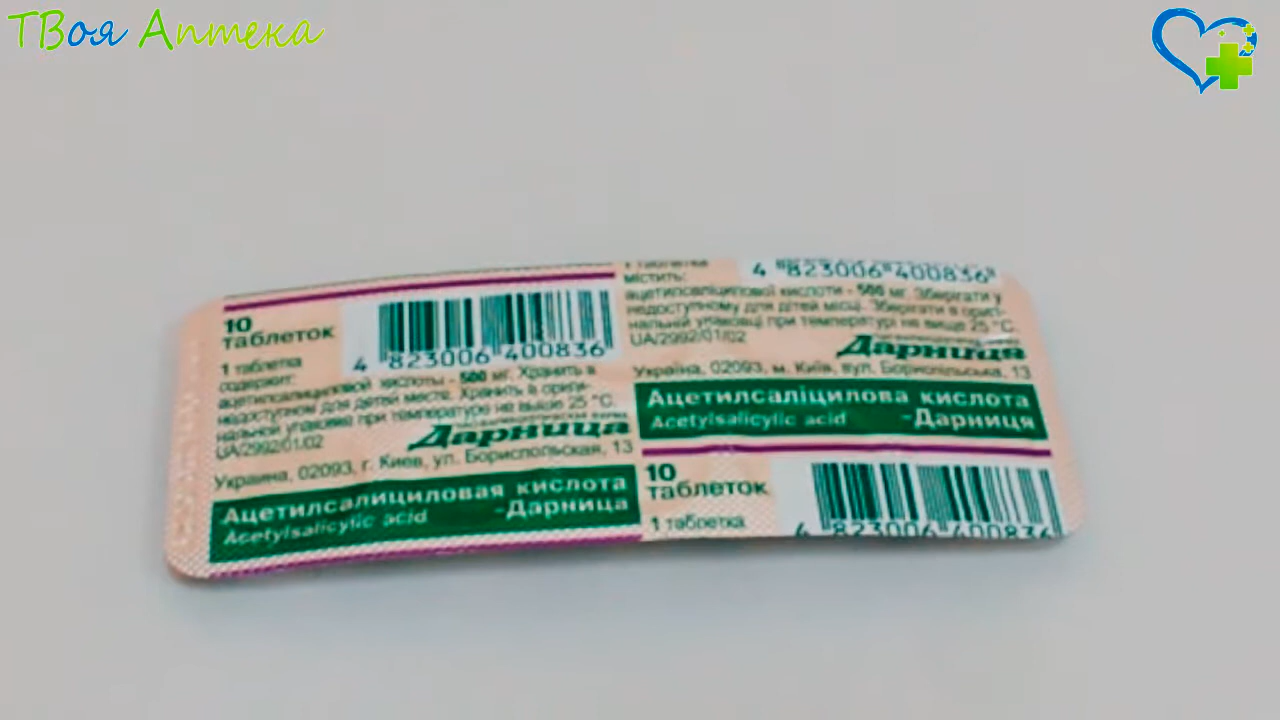 ТВоя Аптека
10
таблеток
4 823006 400836
1 таблетка
содержит:
ацетилсалициловой кислоты - 500 мг. Хранить в
недоступном для детей месте. Хранить в ориги-
нальной упаковке при температуре не выше 25 °C.
UA/2992/01/02
Дарница
Украина, 02093, г. Киев, ул. Бориспольская, 13
Ацетилсалициловая кислота
Acetylsalicylic acid -Дарница
4 823006 400836
1 таблетка
містить:
ацетилсаліцилової кислоти - 500 мг. Зберігати у
недоступному для дітей місці. Зберігати в оригі-
нальній упаковці при температурі не вище 25 °C.
UA/2992/01/02
Дарниця
Україна, 02093, м. Київ, вул. Бориспільська, 13
Ацетилсаліцилова кислота
Acetylsalicylic acid -Дарниця
10
таблеток
1 таблетка
4 823006 400836